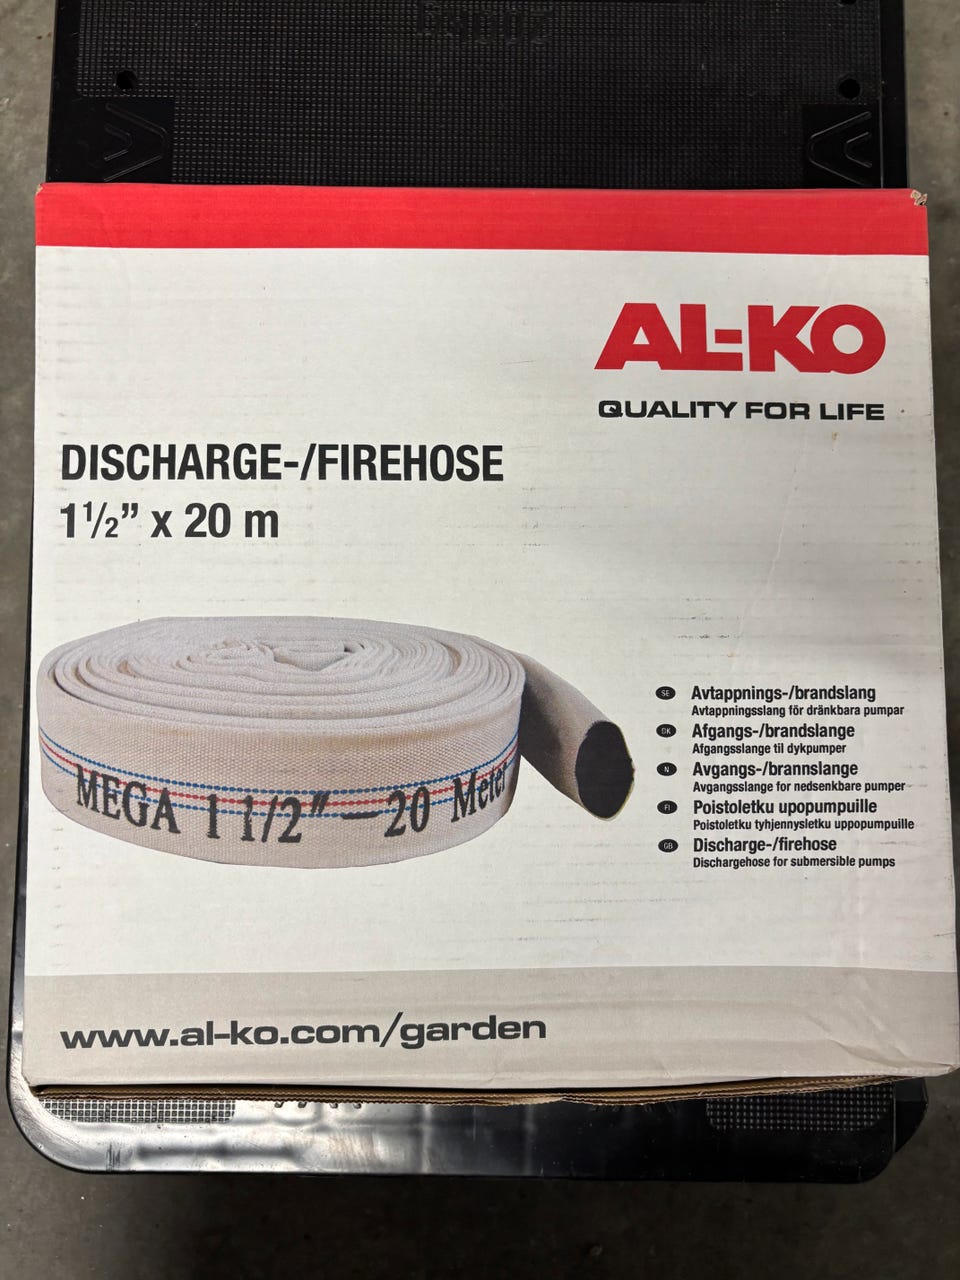 AL-KO
QUALITY FOR LIFE
DISCHARGE-/FIREHOSE
1 1/2” x 20 m
MEGA 1 1/2" — 20 Meter
SE Avtappnings-/brandslang
Avtappningsslang för dränkbara pumpar
DK Afgangs-/brandslange
Afgangsslange til dykpumper
N Avgangs-/brannslange
Avgangsslange for nedsenkbare pumper
FI Poistoletku upopumpuille
Poistoletku tyhjennysletku uppopumpuille
GB Discharge-/firehose
Dischargehose for submersible pumps
www.al-ko.com/garden